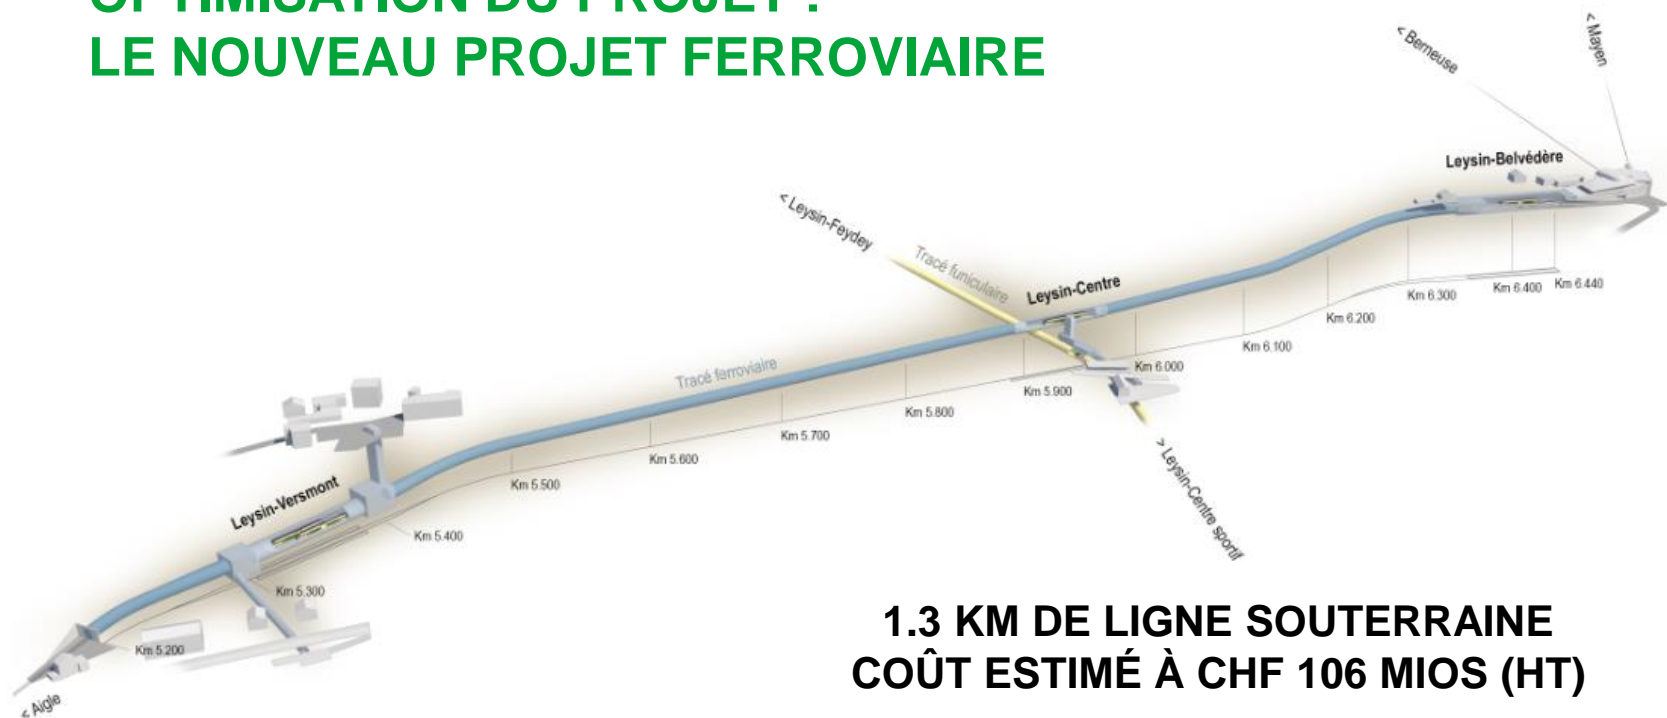 OPTIMISATION DU PROJET :
LE NOUVEAU PROJET FERROVIAIRE
< Berneuse
< Mayen
Leysin-Belvédère
< Leysin-Feydey
Tracé funiculaire
Leysin-Centre
Km 6.440
Km 6.400
Km 6.300
Km 6.200
Km 6.100
Km 6.000
Tracé ferroviaire
Km 5.900
Km 5.800
Km 5.700
Km 5.600
Km 5.500
> Leysin-Centre sportif
Leysin-Versmont
Km 5.400
Km 5.300
Km 5.200
< Aigle
1.3 KM DE LIGNE SOUTERRAINE
COÛT ESTIMÉ À CHF 106 MIOS (HT)